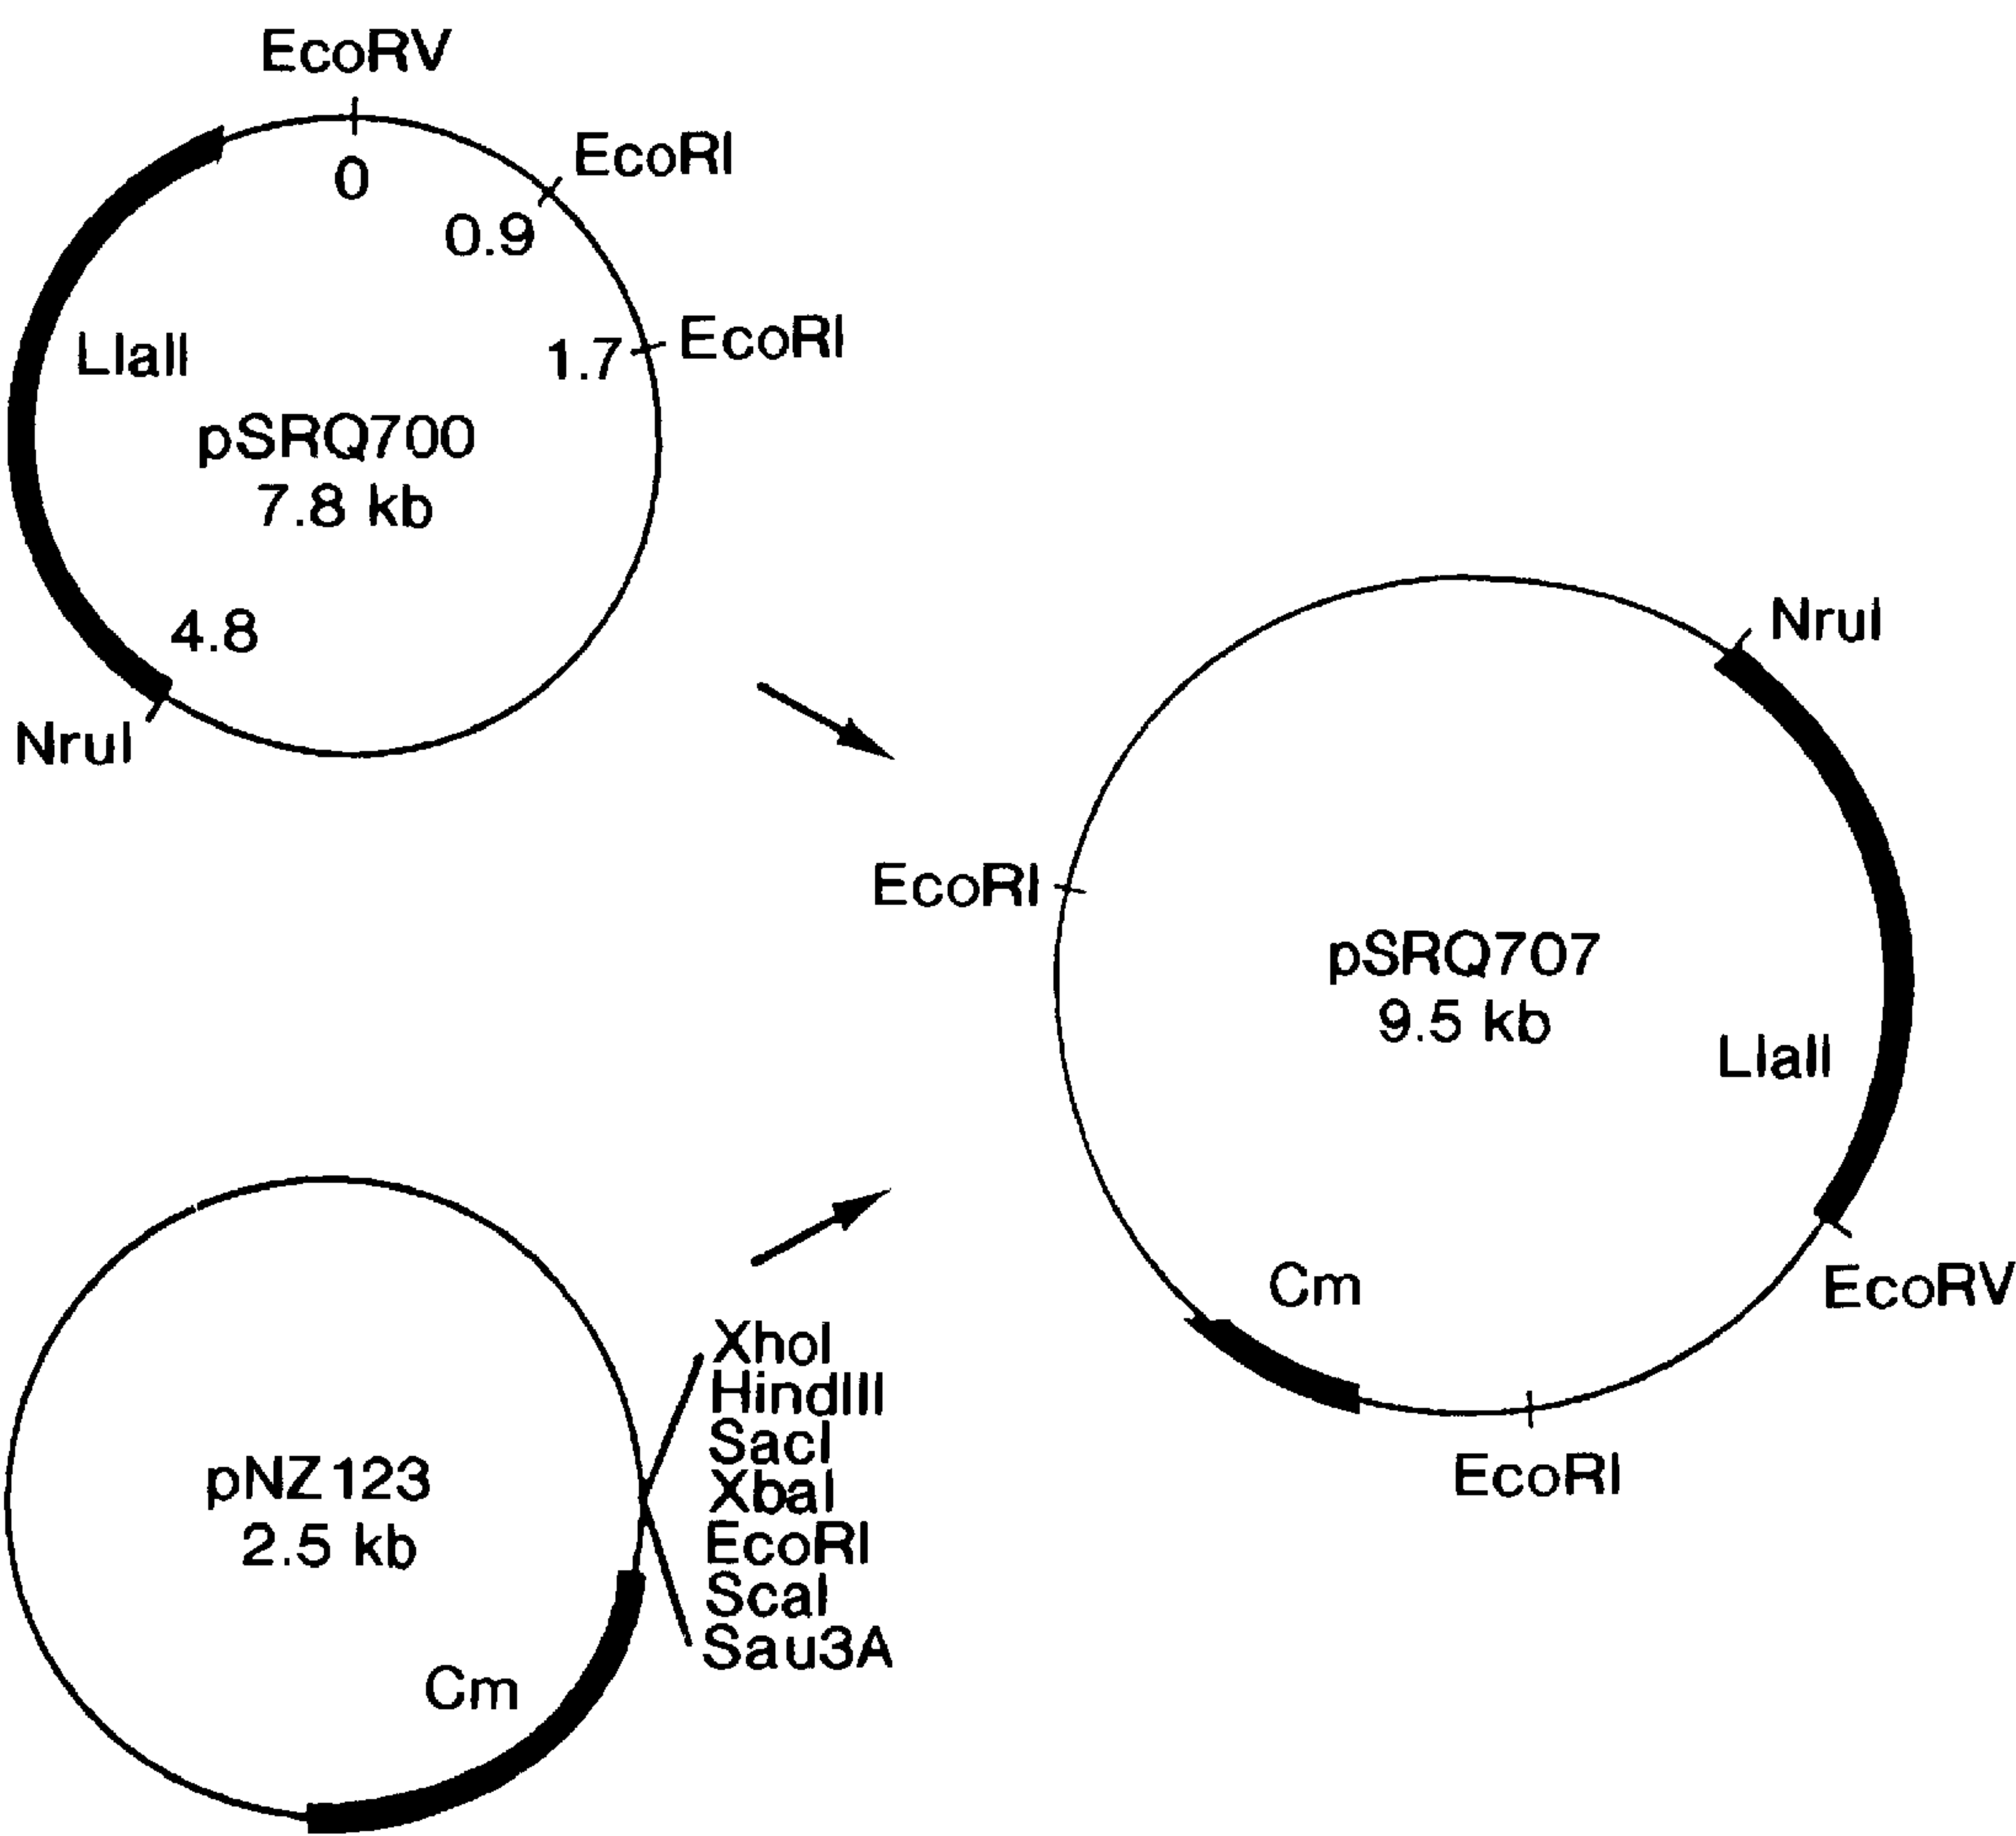 EcoRV
0
EcoRI
0.9
EcoRI
1.7
LlaII
pSRQ700
7.8 kb
4.8
NruI
NruI
EcoRI
pSRQ707
9.5 kb
LlaII
Cm
EcoRV
EcoRI
XhoI
HindIII
SacI
XbaI
EcoRI
ScaI
Sau3A
pNZ123
2.5 kb
Cm